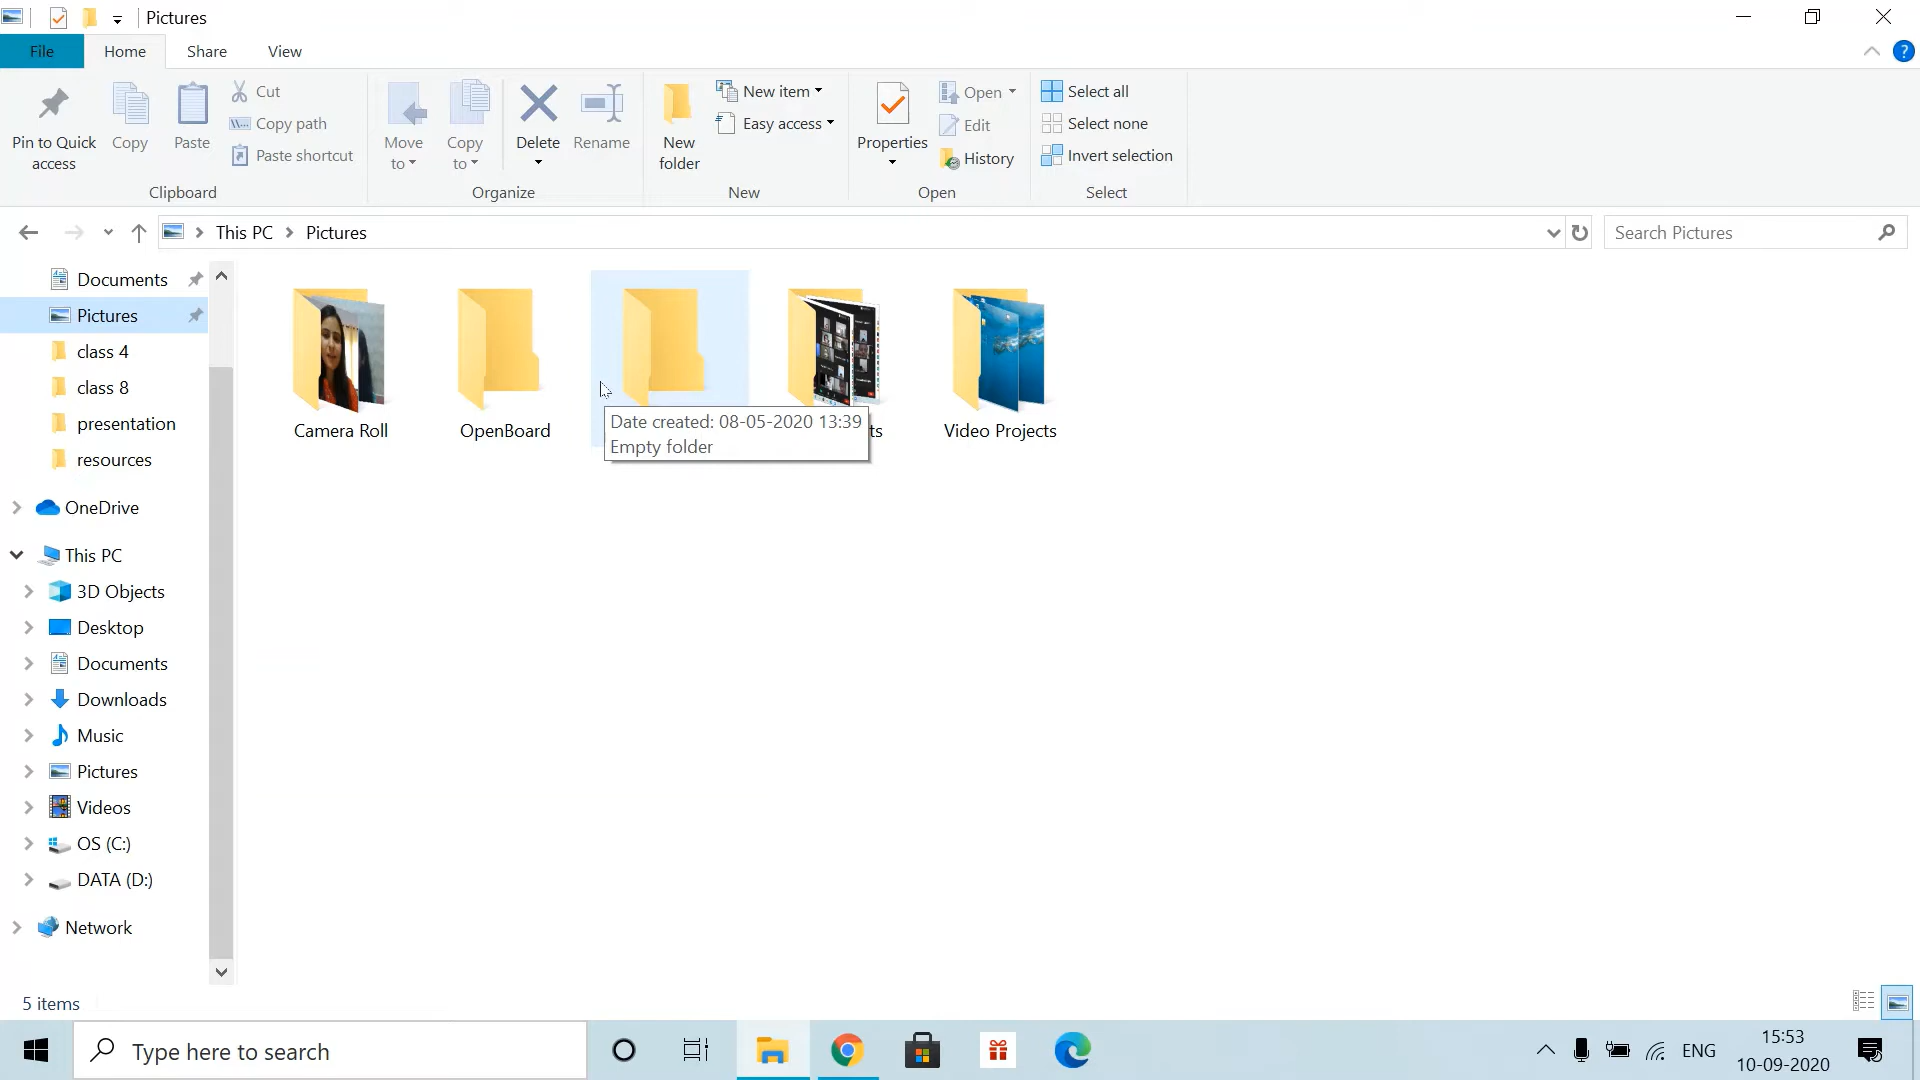 Pictures
File
Home
Share
View
Pin to Quick
access
Copy
Paste
Cut
Copy path
Paste shortcut
Clipboard
Move
to
Copy
to
Delete
Rename
Organize
New
folder
New item
Easy access
New
Properties
Open
Edit
History
Open
Select all
Select none
Invert selection
Select
This PC
Pictures
Search Pictures
Documents
Pictures
class 4
class 8
presentation
resources
OneDrive
This PC
3D Objects
Desktop
Documents
Downloads
Music
Pictures
Videos
OS (C:)
DATA (D:)
Network
Camera Roll
OpenBoard
ts
Video Projects
Date created: 08-05-2020 13:39
Empty folder
5 items
Type here to search
ENG
15:53
10-09-2020